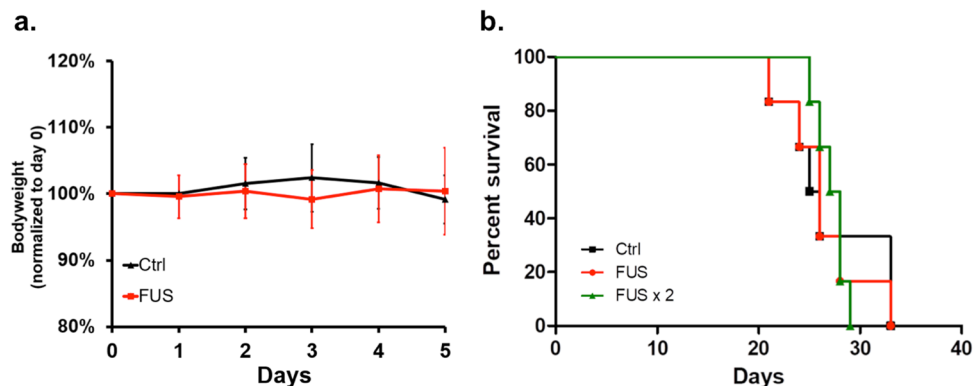 a.
Bodyweight
(normalized to day 0)
120%
110%
100%
90%
80%
Ctrl
FUS
0 1 2 3 4 5
Days
b.
Percent survival
100
80
60
40
20
0
Ctrl
FUS
FUS x 2
0 10 20 30 40
Days